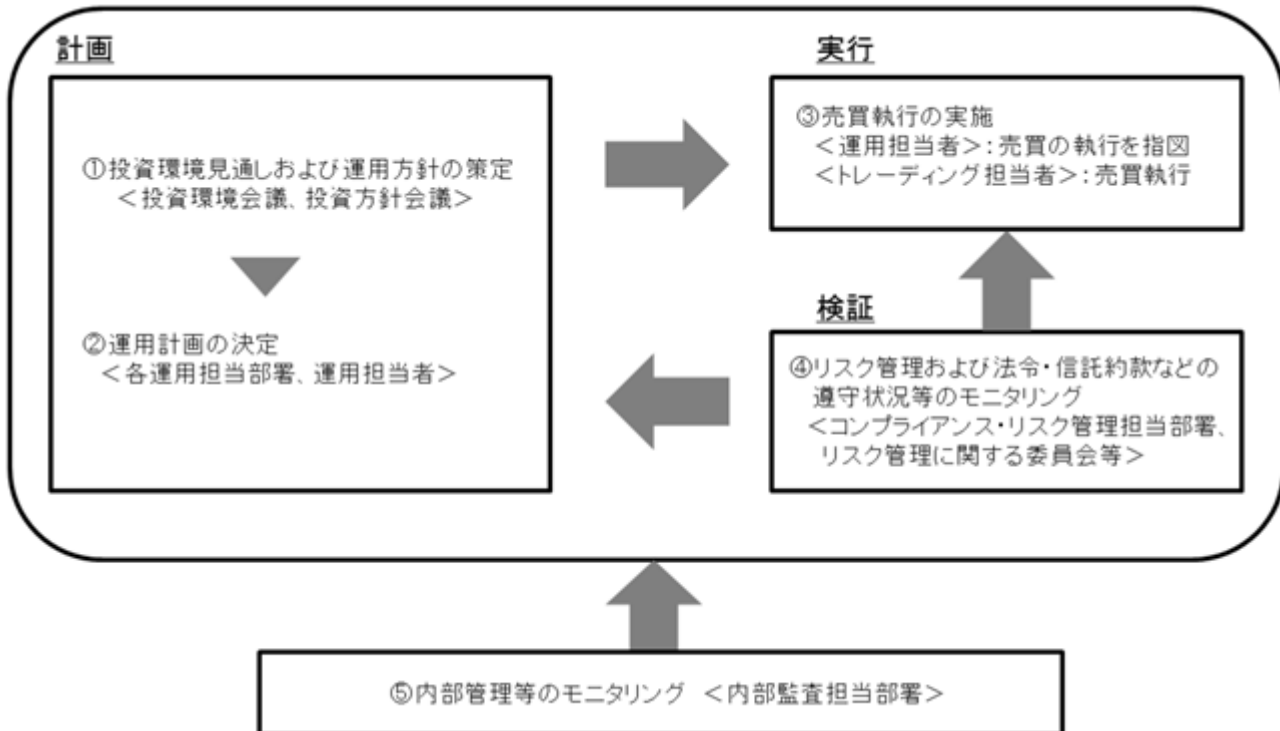 計画
①投資環境見通しおよび運用方針の策定
＜投資環境会議、投資方針会議＞
②運用計画の決定
＜各運用担当部署、運用担当者＞
実行
③売買執行の実施
＜運用担当者＞：売買の執行を指図
＜トレーディング担当者＞：売買執行
検証
④リスク管理および法令・信託約款などの
遵守状況等のモニタリング
＜コンプライアンス・リスク管理担当部署、
リスク管理に関する委員会等＞
⑤内部管理等のモニタリング ＜内部監査担当部署＞